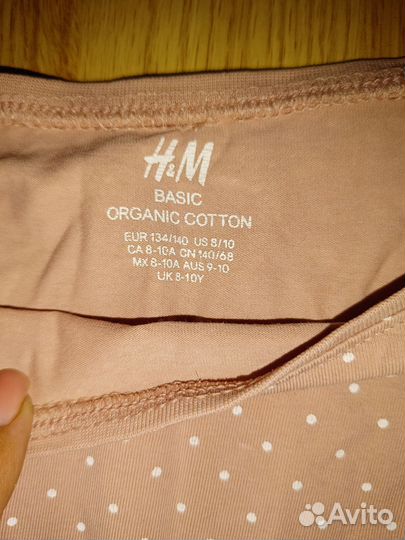 H&M
BASIC
ORGANIC COTTON
EUR 134/140 US 8/10
CA 8-10A CN 140/68
MX 8-10A AUS 9-10
UK 8-10Y
Avito